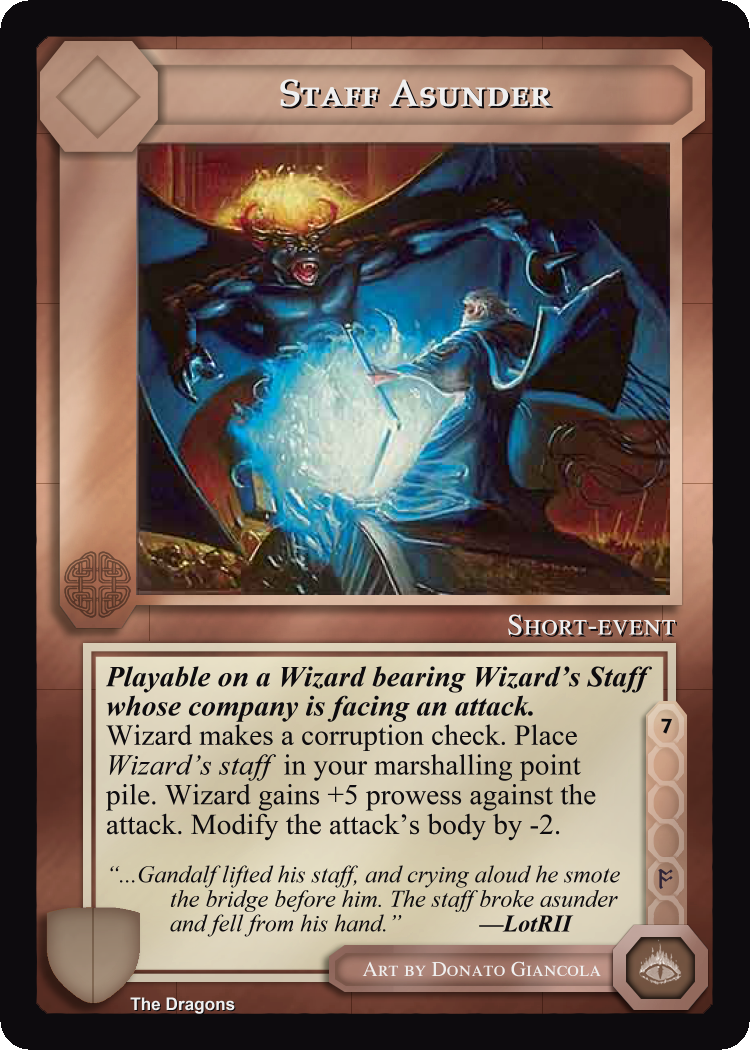 Staff Asunder
Short-event
Playable on a Wizard bearing Wizard's Staff
whose company is facing an attack.
Wizard makes a corruption check. Place
Wizard's staff in your marshalling point
pile. Wizard gains +5 prowess against the
attack. Modify the attack's body by -2.
7
"...Gandalf lifted his staff, and crying aloud he smote
the bridge before him. The staff broke asunder
and fell from his hand." —LotRII
Art by Donato Giancola
The Dragons